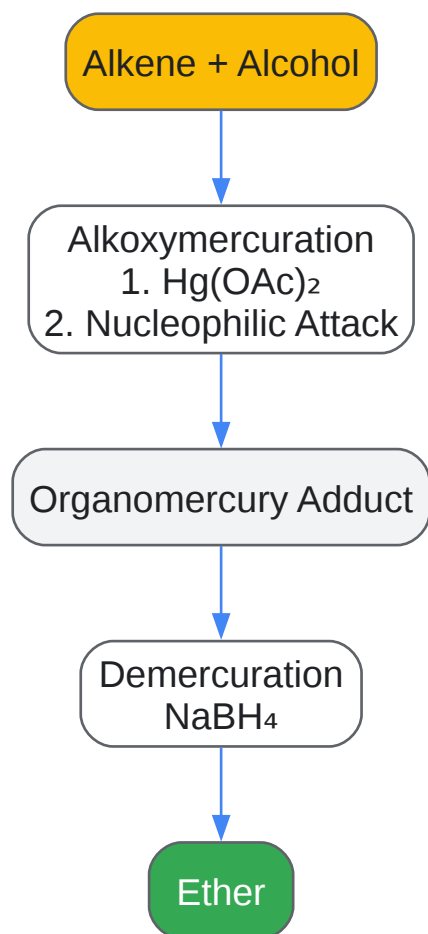 Alkene + Alcohol
Alkoxymercuration
1. Hg(OAc)₂
2. Nucleophilic Attack
Organomercury Adduct
Demercuration
NaBH₄
Ether